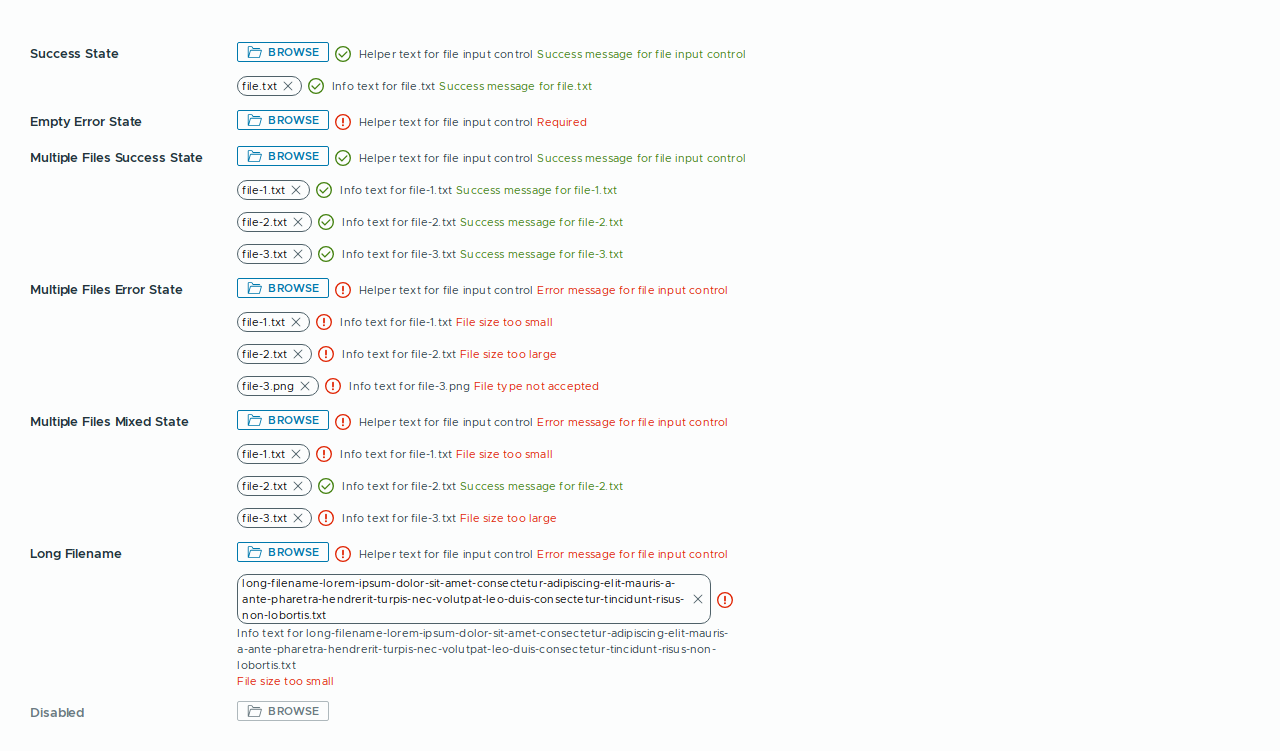 Success State BROWSE Helper text for file input control Success message for file input control
file.txt Info text for file.txt Success message for file.txt
Empty Error State BROWSE Helper text for file input control Required
Multiple Files Success State BROWSE Helper text for file input control Success message for file input control
file-1.txt Info text for file-1.txt Success message for file-1.txt
file-2.txt Info text for file-2.txt Success message for file-2.txt
file-3.txt Info text for file-3.txt Success message for file-3.txt
Multiple Files Error State BROWSE Helper text for file input control Error message for file input control
file-1.txt Info text for file-1.txt File size too small
file-2.txt Info text for file-2.txt File size too large
file-3.png Info text for file-3.png File type not accepted
Multiple Files Mixed State BROWSE Helper text for file input control Error message for file input control
file-1.txt Info text for file-1.txt File size too small
file-2.txt Info text for file-2.txt Success message for file-2.txt
file-3.txt Info text for file-3.txt File size too large
Long Filename BROWSE Helper text for file input control Error message for file input control
long-filename-lorem-ipsum-dolor-sit-amet-consectetur-adipiscing-elit-mauris-a-
ante-pharetra-hendrerit-turpis-nec-volutpat-leo-duis-consectetur-tincidunt-risus-
non-lobortis.txt
Info text for long-filename-lorem-ipsum-dolor-sit-amet-consectetur-adipiscing-elit-mauris-
a-ante-pharetra-hendrerit-turpis-nec-volutpat-leo-duis-consectetur-tincidunt-risus-non-
lobortis.txt
File size too small
Disabled BROWSE